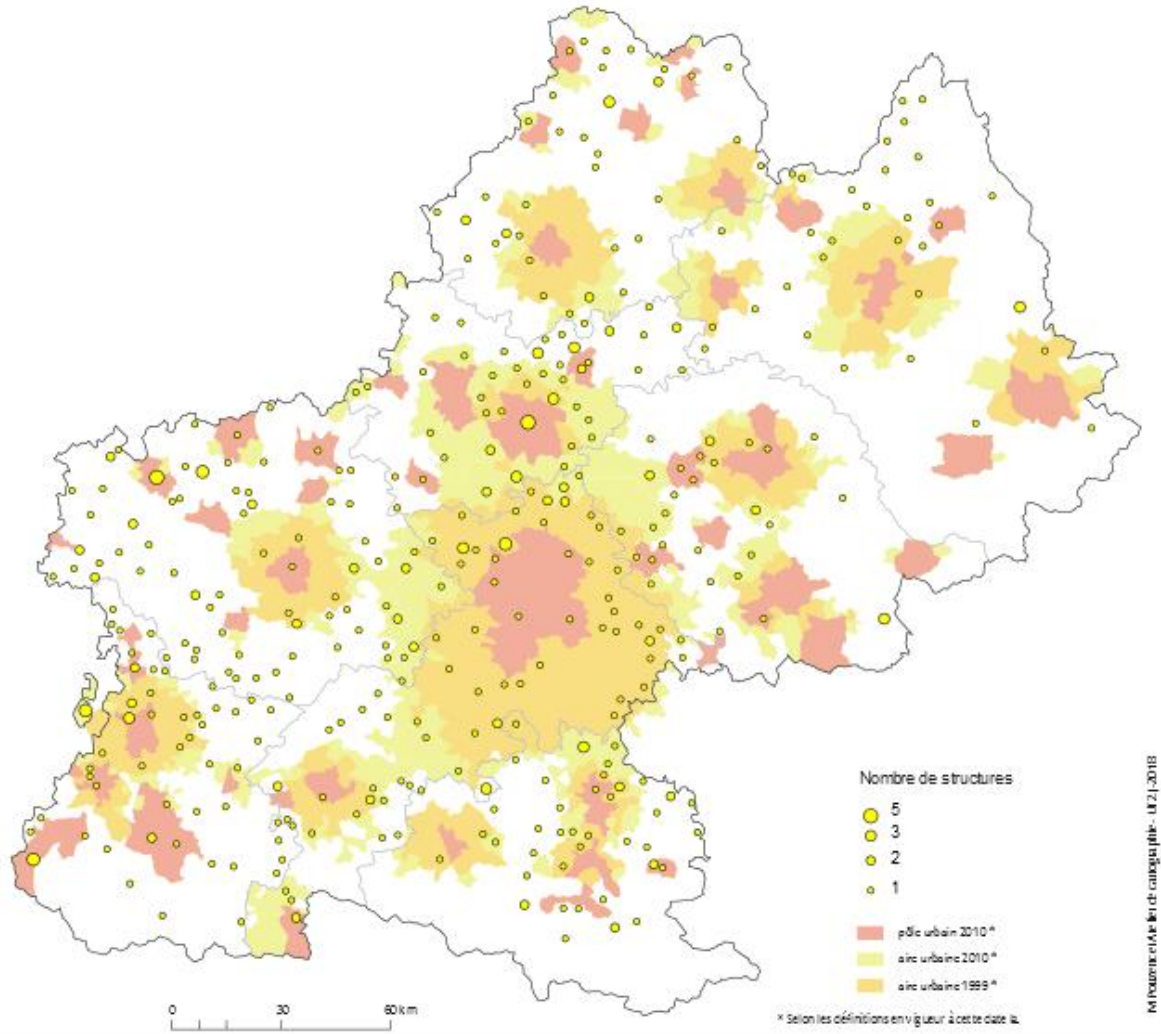 Nombre de structures
5
3
2
1
pôle urbain 2010*
aire urbaine 2010*
aire urbaine 1999*
0 30 60 km
* Selon les définitions en vigueur à cette date là.